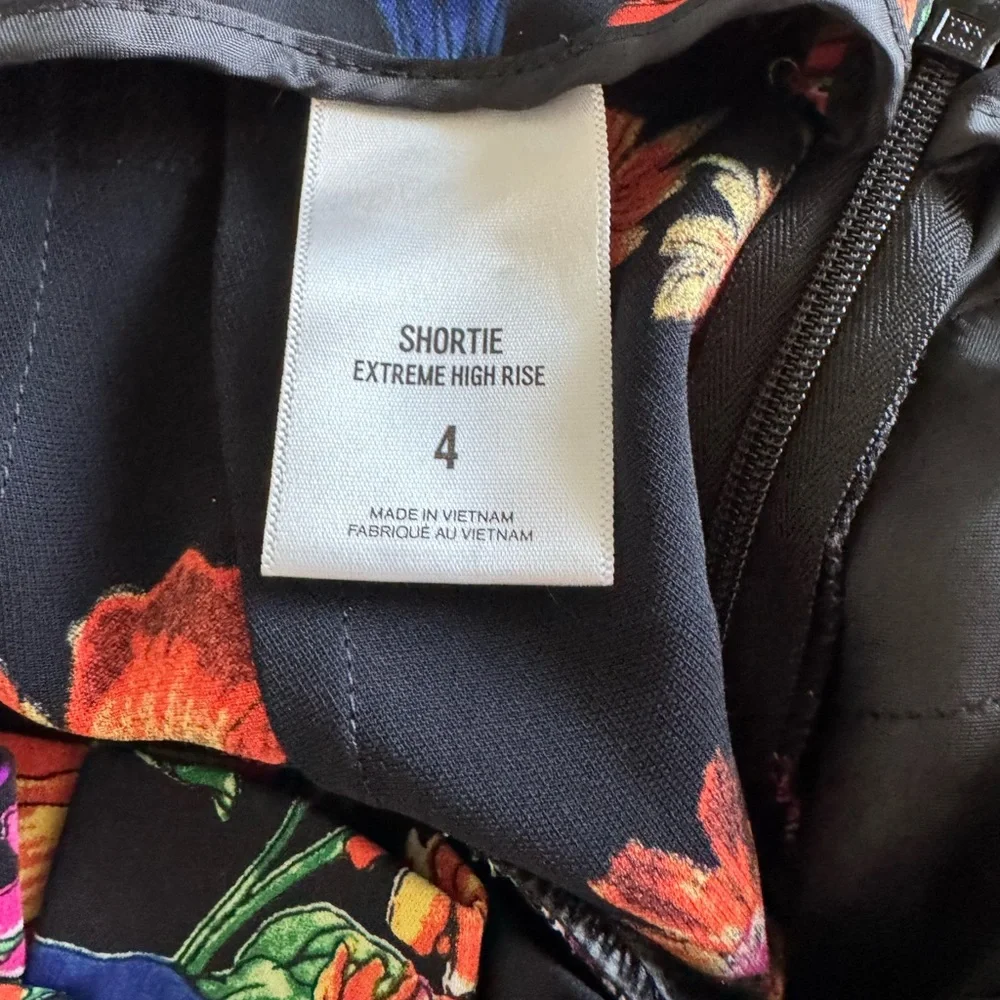 SHORTIE
EXTREME HIGH RISE
4
MADE IN VIETNAM
FABRIQUÉ AU VIETNAM